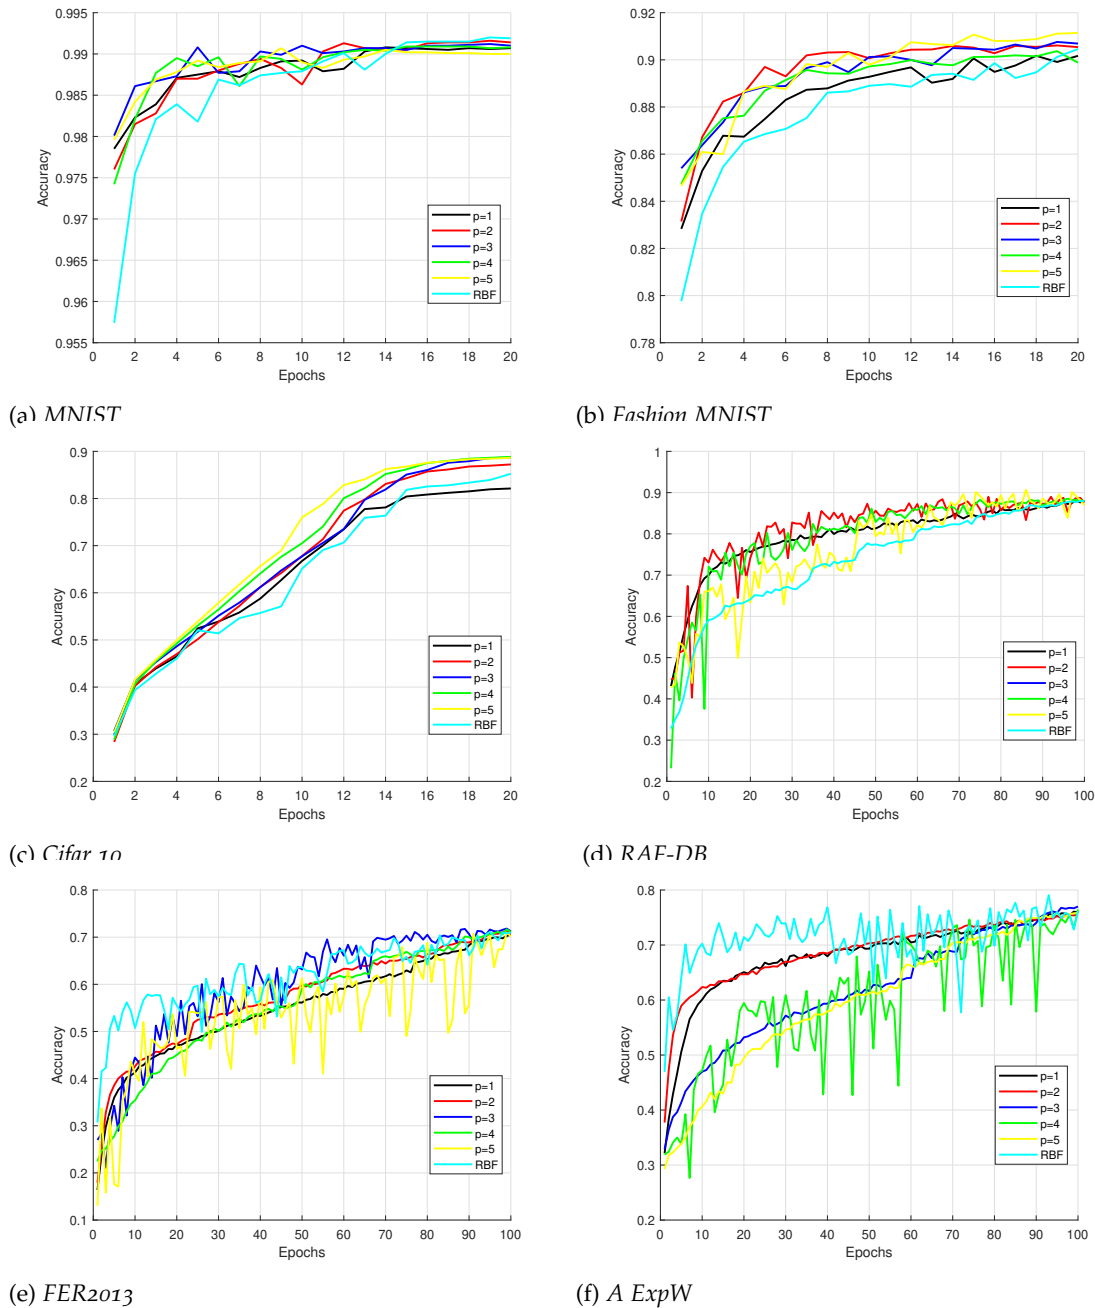 0.995
0.99
0.985
0.98
0.975
0.97
0.965
0.96
0.955
Accuracy
p=1
p=2
p=3
p=4
p=5
RBF
0 2 4 6 8 10 12 14 16 18 20
Epochs
(a) MNIST
0.92
0.9
0.88
0.86
0.84
0.82
0.8
0.78
Accuracy
p=1
p=2
p=3
p=4
p=5
RBF
0 2 4 6 8 10 12 14 16 18 20
Epochs
(b) Fashion MNIST
0.9
0.8
0.7
0.6
0.5
0.4
0.3
0.2
Accuracy
p=1
p=2
p=3
p=4
p=5
RBF
0 2 4 6 8 10 12 14 16 18 20
Epochs
(c) Cifar 10
1
0.9
0.8
0.7
0.6
0.5
0.4
0.3
0.2
Accuracy
p=1
p=2
p=3
p=4
p=5
RBF
0 10 20 30 40 50 60 70 80 90 100
Epochs
(d) RAF-DB
0.8
0.7
0.6
0.5
0.4
0.3
0.2
0.1
Accuracy
p=1
p=2
p=3
p=4
p=5
RBF
0 10 20 30 40 50 60 70 80 90 100
Epochs
(e) FER2013
0.8
0.7
0.6
0.5
0.4
0.3
0.2
Accuracy
p=1
p=2
p=3
p=4
p=5
RBF
0 10 20 30 40 50 60 70 80 90 100
Epochs
(f) A ExpW